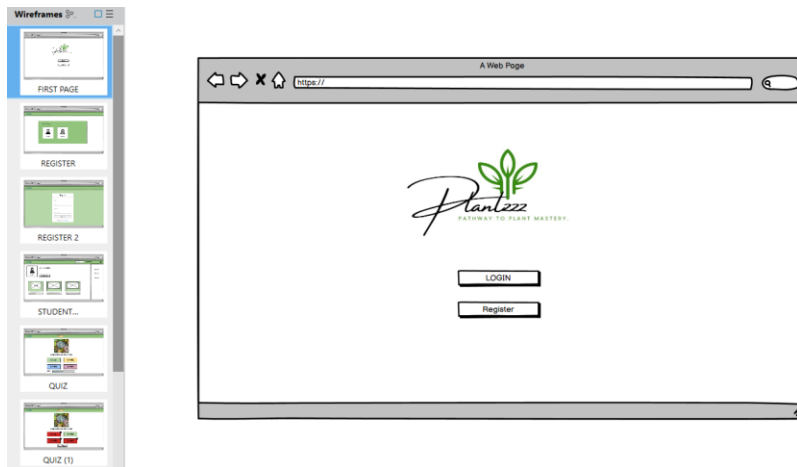 Wireframes
FIRST PAGE
REGISTER
REGISTER 2
STUDENT...
QUIZ
QUIZ (1)
A Web Page
https://
Plantzzz
PATHWAY TO PLANT MASTERY.
LOGIN
Register